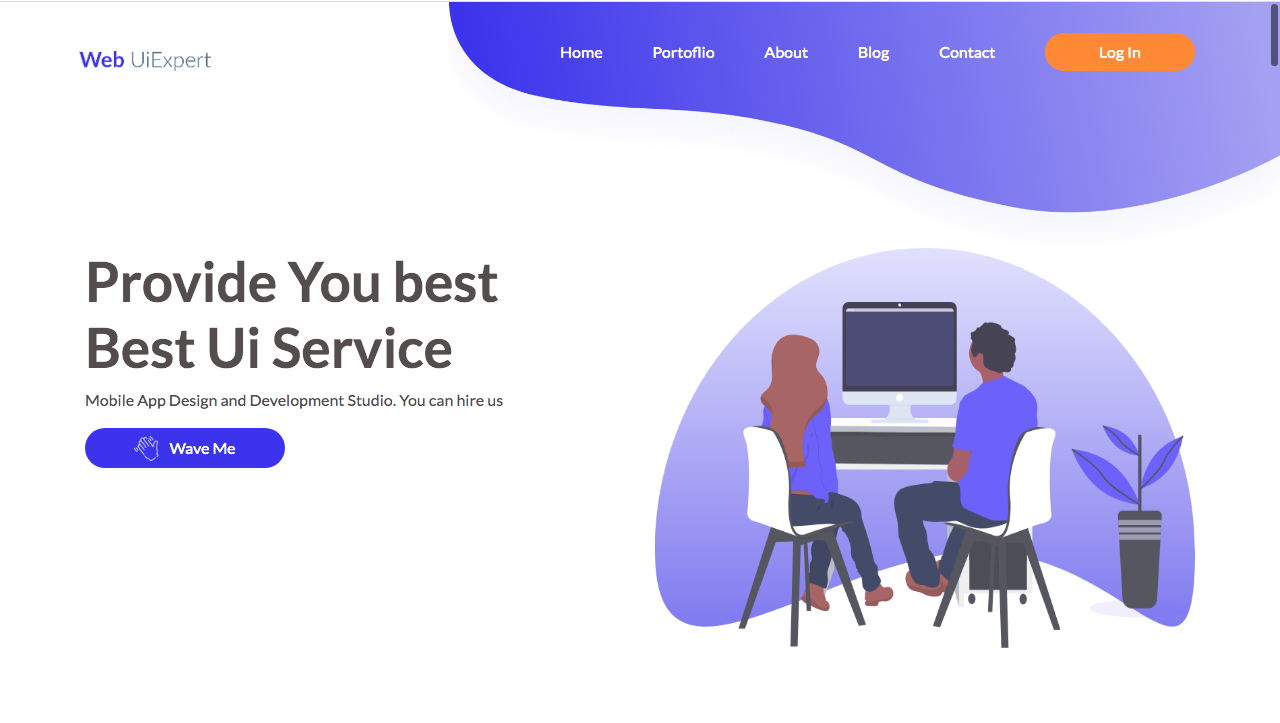 Web UiExpert
Home Portoflio About Blog Contact Log In
Provide You best
Best Ui Service
Mobile App Design and Development Studio. You can hire us
Wave Me